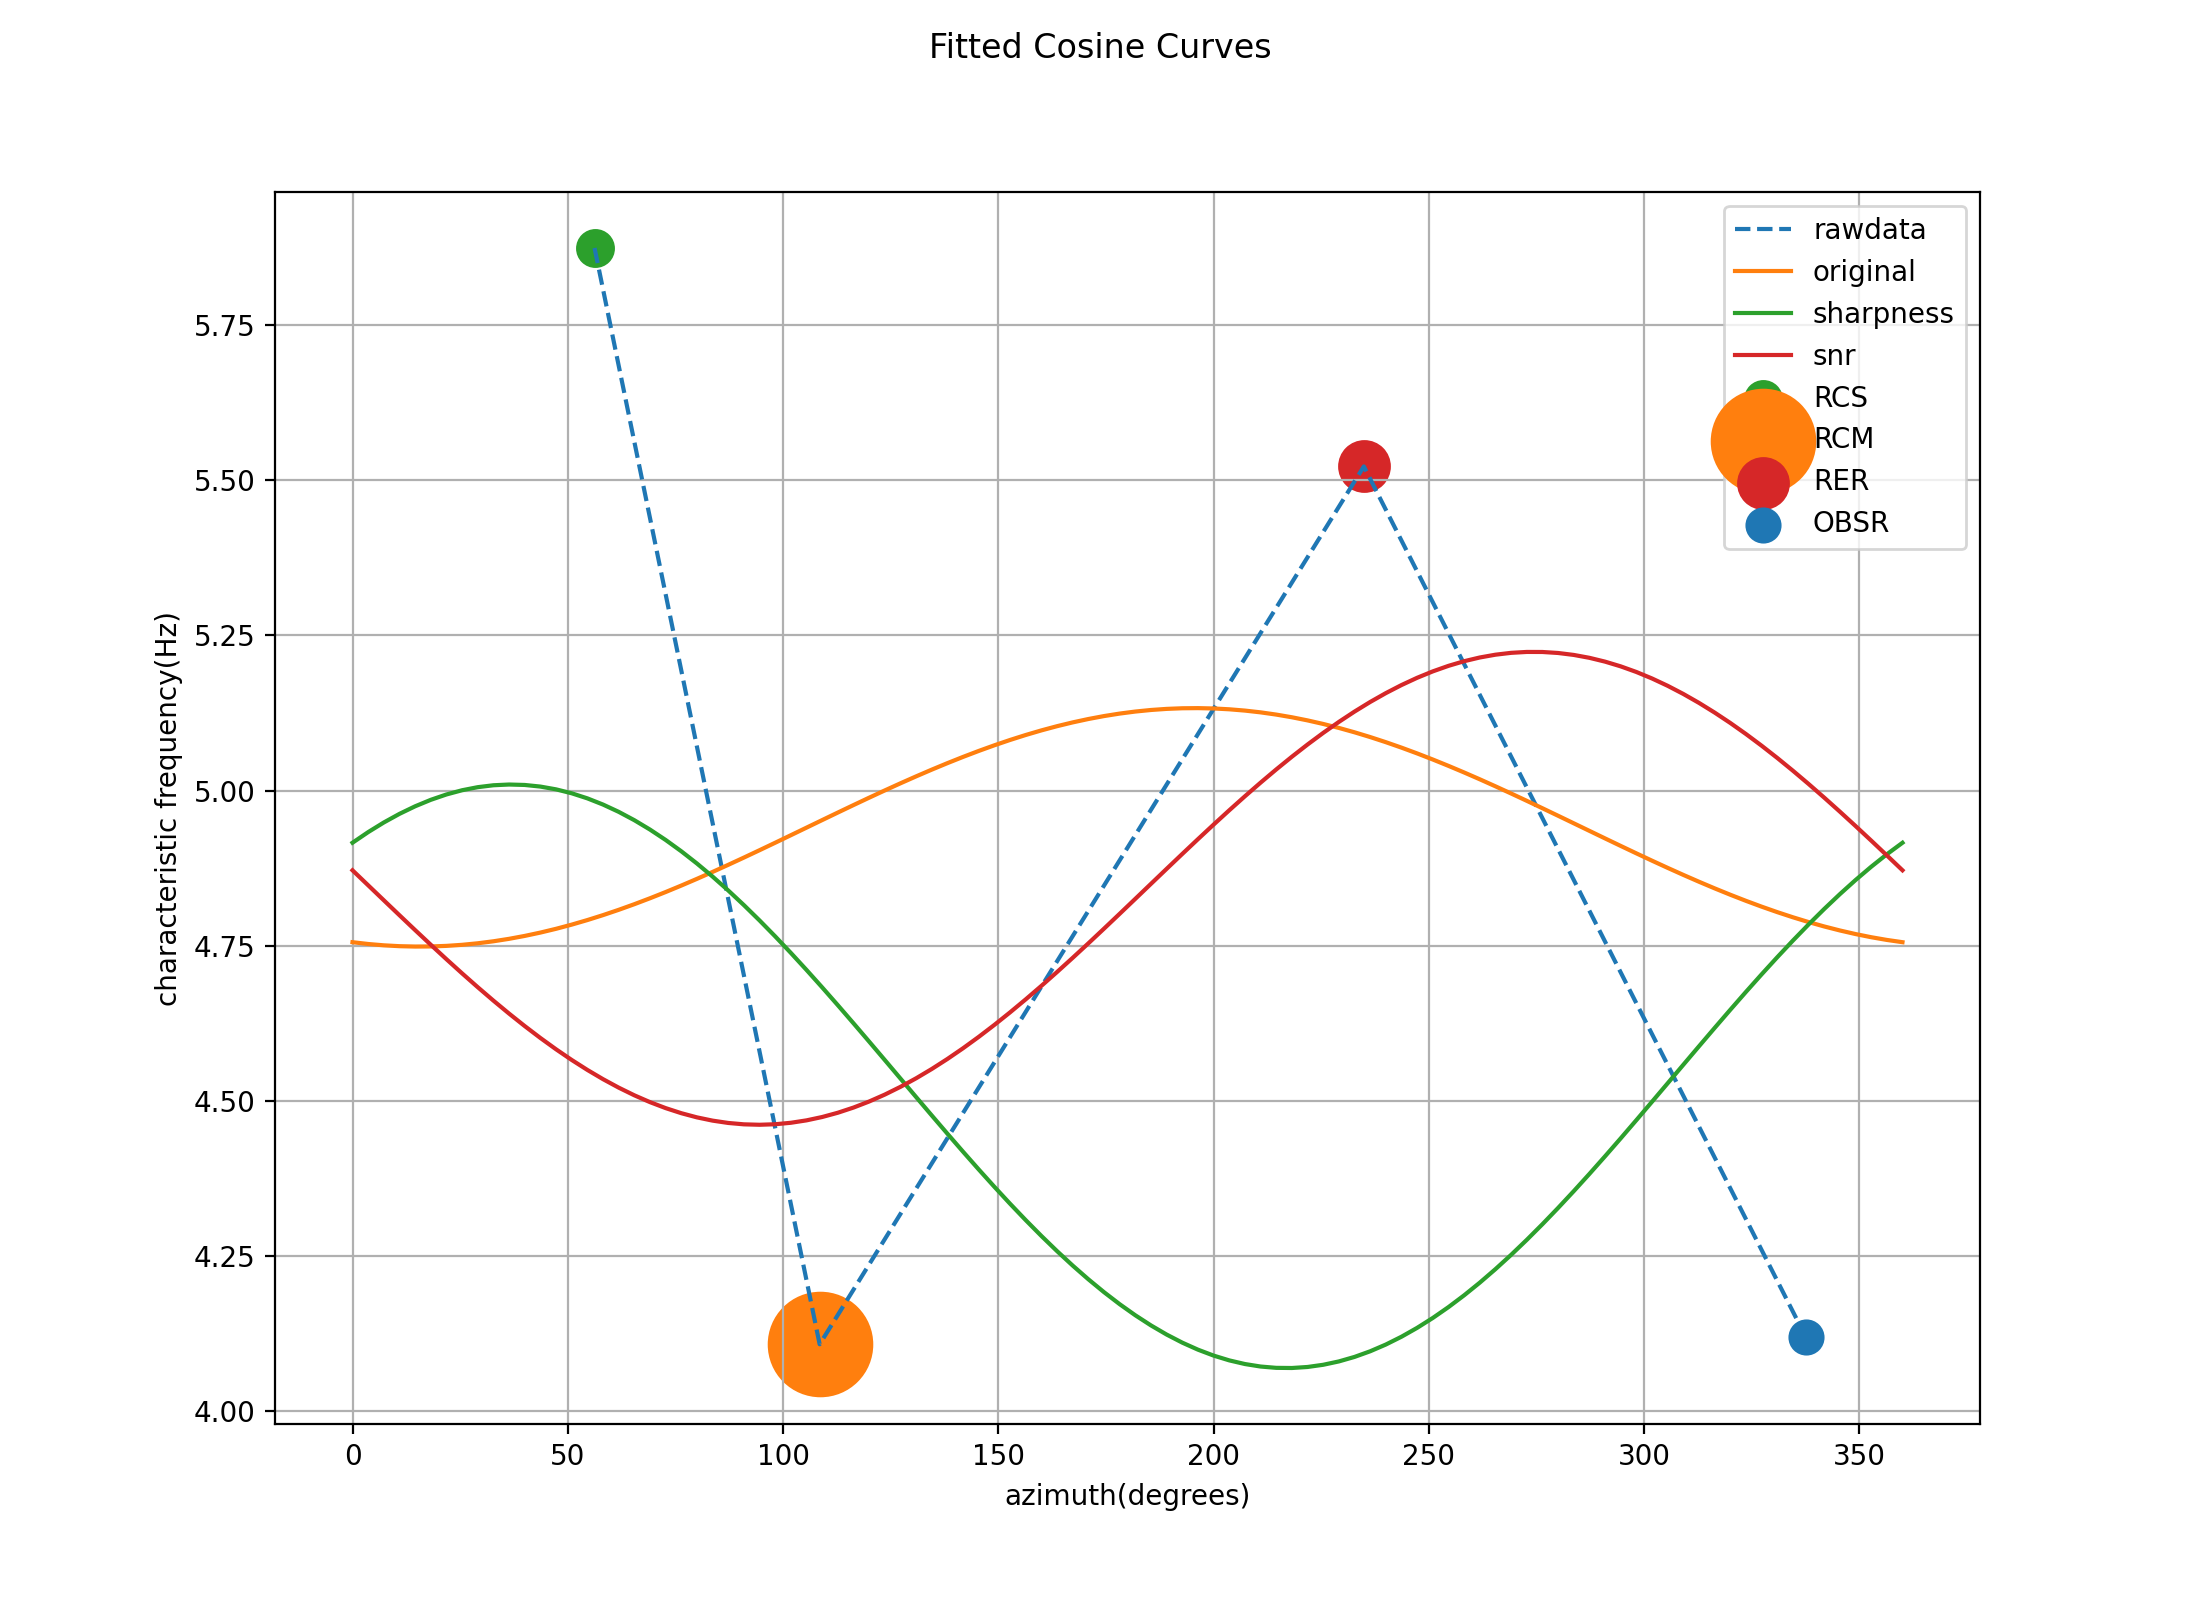 Fitted Cosine Curves
rawdata
original
sharpness
snr
RCS
RCM
RER
OBSR
characteristic frequency(Hz)
5.75
5.50
5.25
5.00
4.75
4.50
4.25
4.00
0 50 100 150 200 250 300 350
azimuth(degrees)